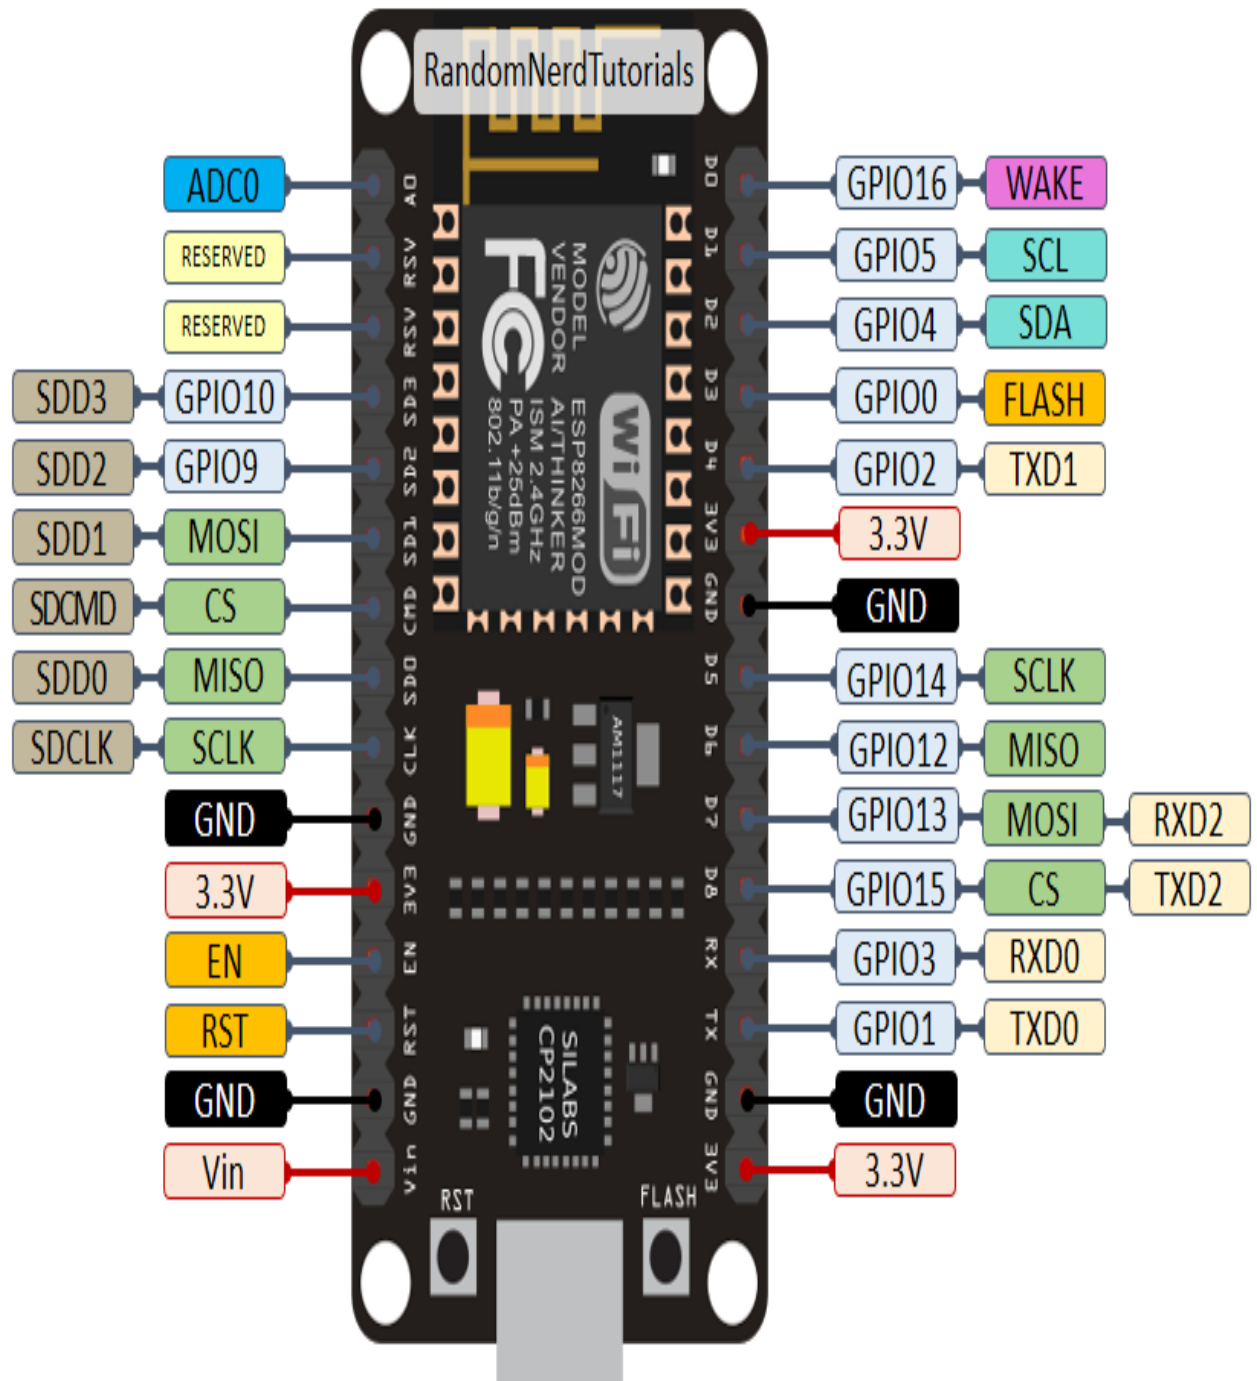 RandomNerdTutorials
ADC0
RESERVED
RESERVED
SDD3 GPIO10
SDD2 GPIO9
SDD1 MOSI
SDCMD CS
SDD0 MISO
SDCLK SCLK
GND
3.3V
EN
RST
GND
Vin
A0
RSV
RSV
SD3
SD2
SD1
CMD
SD0
CLK
GND
3V3
EN
RST
GND
Vin
MODEL ESP8266MOD
VENDOR AI/THINKER
ISM 2.4GHz
PA +25dBm
802.11b/g/n
FC
WiFi
AM1117
SILABS
CP2102
RST
FLASH
D0
D1
D2
D3
D4
3V3
GND
D5
D6
D7
D8
RX
TX
GND
3V3
GPIO16 WAKE
GPIO5 SCL
GPIO4 SDA
GPIO0 FLASH
GPIO2 TXD1
3.3V
GND
GPIO14 SCLK
GPIO12 MISO
GPIO13 MOSI RXD2
GPIO15 CS TXD2
GPIO3 RXD0
GPIO1 TXD0
GND
3.3V